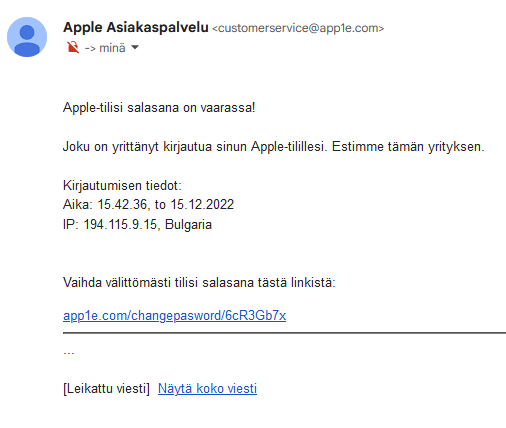 Apple Asiakaspalvelu <customerservice@app1e.com>
-> minä
Apple-tilisi salasana on vaarassa!
Joku on yrittänyt kirjautua sinun Apple-tilillesi. Estimme tämän yrityksen.
Kirjautumisen tiedot:
Aika: 15.42.36, to 15.12.2022
IP: 194.115.9.15, Bulgaria
Vaihda välittömästi tilisi salasana tästä linkistä:
app1e.com/changepasword/6cR3Gb7x
...
[Leikattu viesti] Näytä koko viesti